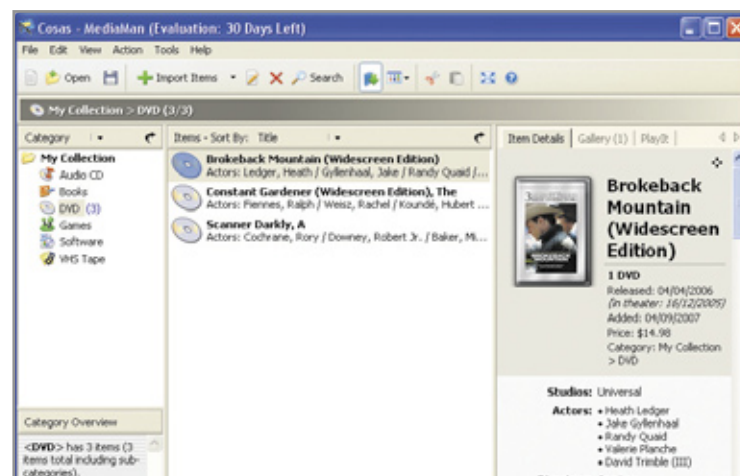 Cosas - MediaMan (Evaluation: 30 Days Left)
File Edit View Action Tools Help
Open Import Items Search
My Collection > DVD (3/3)
Category
My Collection
Audio CD
Books
DVD (3)
Games
Software
VHS Tape
Category Overview
<DVD> has 3 items (3
items total including sub-
categories).
Items - Sort By: Title
Brokeback Mountain (Widescreen Edition)
Actors: Ledger, Heath / Gyllenhaal, Jake / Randy Quaid /...
Constant Gardener (Widescreen Edition), The
Actors: Fiennes, Ralph / Weisz, Rachel / Koundé, Hubert ...
Scanner Darkly, A
Actors: Cochrane, Rory / Downey, Robert Jr. / Baker, Mi...
Item Details Gallery (1) PlayIt
Brokeback
Mountain
(Widescreen
Edition)
1 DVD
Released: 04/04/2006
(in theater: 16/12/2005)
Added: 04/09/2007
Price: $14.98
Category: My Collection
> DVD
Studios: Universal
Actors: • Heath Ledger
• Jake Gyllenhaal
• Randy Quaid
• Valerie Planche
• David Trimble (III)
BROKEBACK
MOUNTAIN